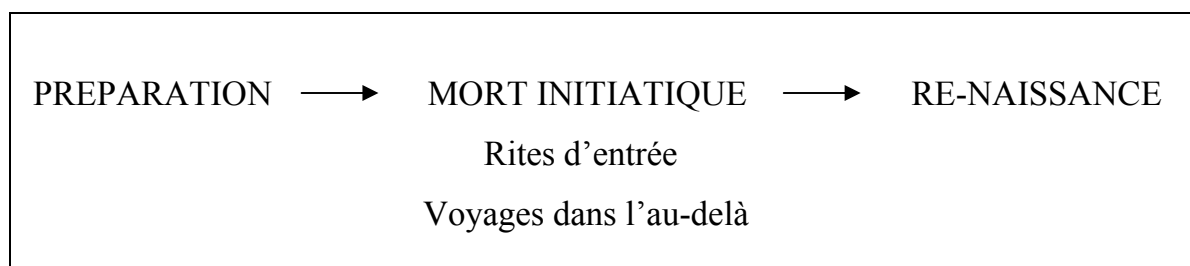 PREPARATION → MORT INITIATIQUE → RE-NAISSANCE
Rites d’entrée
Voyages dans l’au-delà